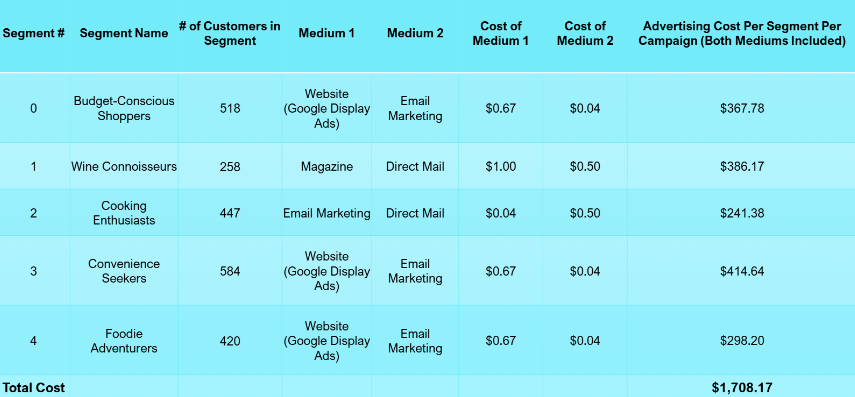 Segment # Segment Name # of Customers in Segment Medium 1 Medium 2 Cost of Medium 1 Cost of Medium 2 Advertising Cost Per Segment Per Campaign (Both Mediums Included)
0 Budget-Conscious Shoppers 518 Website (Google Display Ads) Email Marketing $0.67 $0.04 $367.78
1 Wine Connoisseurs 258 Magazine Direct Mail $1.00 $0.50 $386.17
2 Cooking Enthusiasts 447 Email Marketing Direct Mail $0.04 $0.50 $241.38
3 Convenience Seekers 584 Website (Google Display Ads) Email Marketing $0.67 $0.04 $414.64
4 Foodie Adventurers 420 Website (Google Display Ads) Email Marketing $0.67 $0.04 $298.20
Total Cost $1,708.17